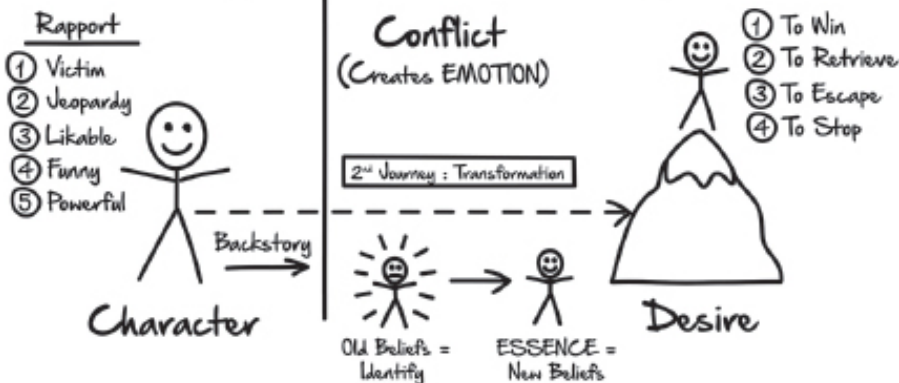 Rapport
① Victim
② Jeopardy
③ Likable
④ Funny
⑤ Powerful
Backstory
Character
Conflict
(Creates EMOTION)
2nd Journey : Transformation
Old Beliefs =
Identify
ESSENCE =
New Beliefs
① To Win
② To Retrieve
③ To Escape
④ To Stop
Desire